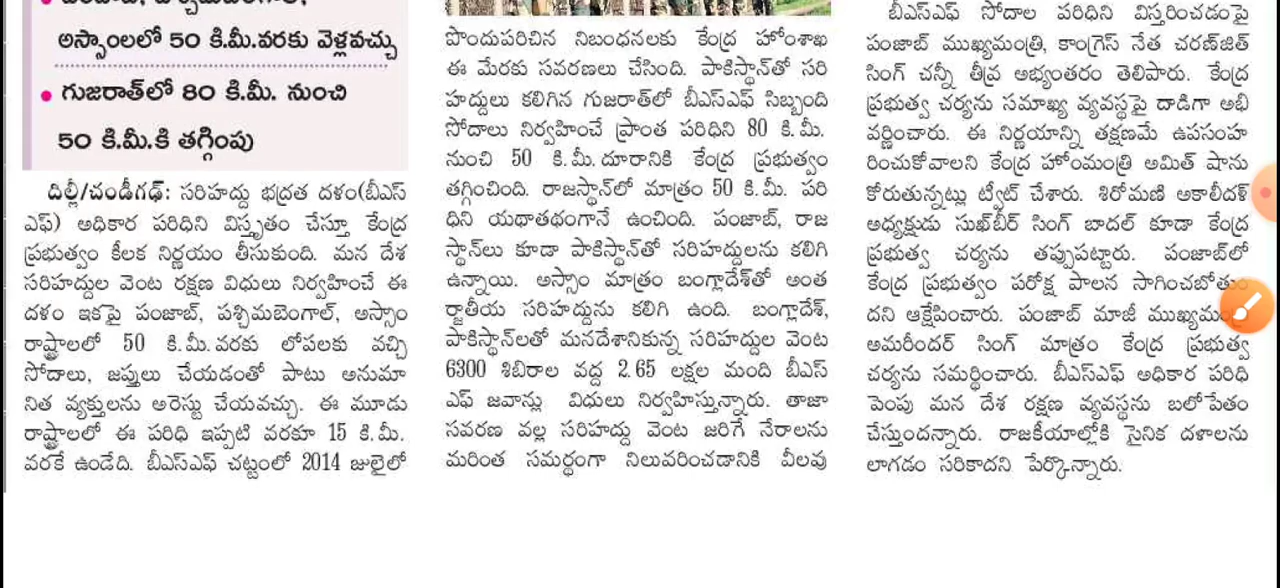 అస్సాంలలో 50 కి.మీ.వరకు వెళ్లవచ్చు
• గుజరాత్‌లో 80 కి.మీ. నుంచి
50 కి.మీ.కి తగ్గింపు
దిల్లీ/చండీగఢ్: సరిహద్దు భద్రత దళం(బీఎస్
ఎఫ్) అధికార పరిధిని విస్తృతం చేస్తూ కేంద్ర
ప్రభుత్వం కీలక నిర్ణయం తీసుకుంది. మన దేశ
సరిహద్దుల వెంట రక్షణ విధులు నిర్వహించే ఈ
దళం ఇకపై పంజాబ్, పశ్చిమబెంగాల్, అస్సాం
రాష్ట్రాలలో 50 కి.మీ.వరకు లోపలకు వచ్చి
సోదాలు, జప్తులు చేయడంతో పాటు అనుమా
నిత వ్యక్తులను అరెస్టు చేయవచ్చు. ఈ మూడు
రాష్ట్రాలలో ఈ పరిధి ఇప్పటి వరకూ 15 కి.మీ.
వరకే ఉండేది. బీఎస్ఎఫ్ చట్టంలో 2014 జులైలో
పొందుపరిచిన నిబంధనలకు కేంద్ర హోంశాఖ
ఈ మేరకు సవరణలు చేసింది. పాకిస్థాన్‌తో సరి
హద్దులు కలిగిన గుజరాత్‌లో బీఎస్ఎఫ్ సిబ్బంది
సోదాలు నిర్వహించే ప్రాంత పరిధిని 80 కి.మీ.
నుంచి 50 కి.మీ.దూరానికి కేంద్ర ప్రభుత్వం
తగ్గించింది. రాజస్థాన్‌లో మాత్రం 50 కి.మీ. పరి
ధిని యథాతథంగానే ఉంచింది. పంజాబ్, రాజ
స్థాన్‌లు కూడా పాకిస్థాన్‌తో సరిహద్దులను కలిగి
ఉన్నాయి. అస్సాం మాత్రం బంగ్లాదేశ్‌తో అంత
ర్జాతీయ సరిహద్దును కలిగి ఉంది. బంగ్లాదేశ్,
పాకిస్థాన్‌లతో మనదేశానికున్న సరిహద్దుల వెంట
6300 శిబిరాల వద్ద 2.65 లక్షల మంది బీఎస్
ఎఫ్ జవాన్లు విధులు నిర్వహిస్తున్నారు. తాజా
సవరణ వల్ల సరిహద్దు వెంట జరిగే నేరాలను
మరింత సమర్థంగా నిలువరించడానికి వీలవు
బీఎస్ఎఫ్ సోదాల పరిధిని విస్తరించడంపై
పంజాబ్ ముఖ్యమంత్రి, కాంగ్రెస్ నేత చరణ్‌జిత్
సింగ్ చన్నీ తీవ్ర అభ్యంతరం తెలిపారు. కేంద్ర
ప్రభుత్వ చర్యను సమాఖ్య వ్యవస్థపై దాడిగా అభి
వర్ణించారు. ఈ నిర్ణయాన్ని తక్షణమే ఉపసంహ
రించుకోవాలని కేంద్ర హోంమంత్రి అమిత్ షాను
కోరుతున్నట్లు ట్వీట్ చేశారు. శిరోమణి అకాలీదళ్
అధ్యక్షుడు సుఖ్‌బీర్ సింగ్ బాదల్ కూడా కేంద్ర
ప్రభుత్వ చర్యను తప్పుపట్టారు. పంజాబ్‌లో
కేంద్ర ప్రభుత్వం పరోక్ష పాలన సాగించబోతుం
దని ఆక్షేపించారు. పంజాబ్ మాజీ
అమరీందర్ సింగ్ మాత్రం కేంద్ర ప్రభుత్వ
చర్యను సమర్థించారు. బీఎస్ఎఫ్ అధికార పరిధి
పెంపు మన దేశ రక్షణ వ్యవస్థను బలోపేతం
చేస్తుందన్నారు. రాజకీయాల్లోకి సైనిక దళాలను
లాగడం సరికాదని పేర్కొన్నారు.